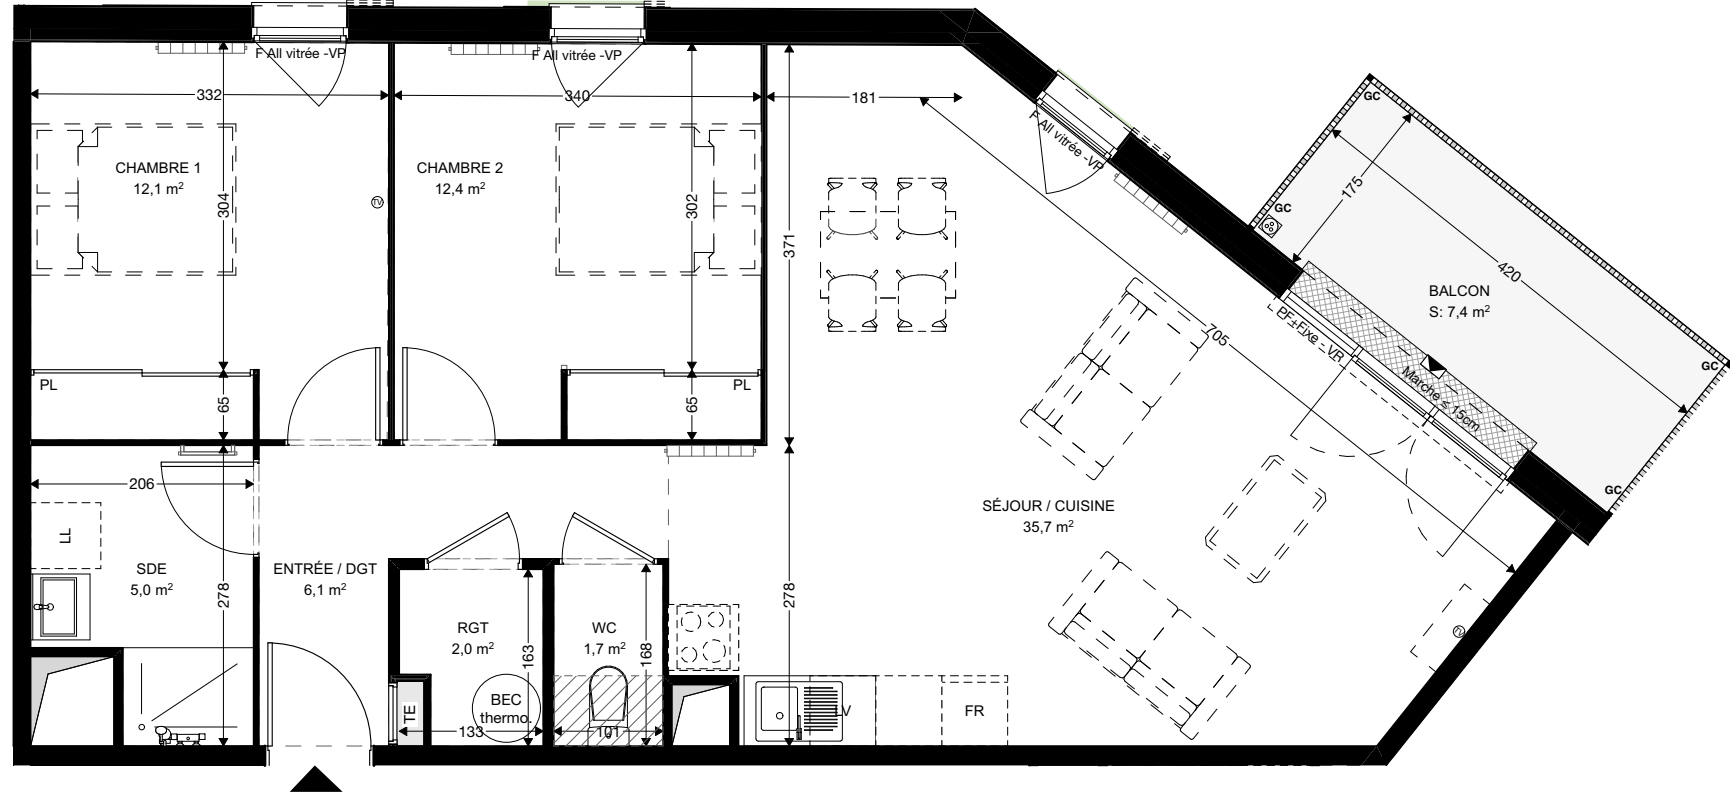 F All vitrée -VP
F All vitrée -VP
332
340
181
CHAMBRE 1
12,1 m²
304
TV
CHAMBRE 2
12,4 m²
302
371
F All vitrée -VP
GC
GC
175
420
BALCON
S: 7,4 m²
705
PF+Fixe - VR
Marche ≤ 15cm
GC
GC
PL
65
PL
65
206
LL
SDE
5,0 m²
278
ENTRÉE / DGT
6,1 m²
SÉJOUR / CUISINE
35,7 m²
278
RGT
2,0 m²
163
WC
1,7 m²
168
TE
BEC
thermo.
133
101
LV
FR
TV